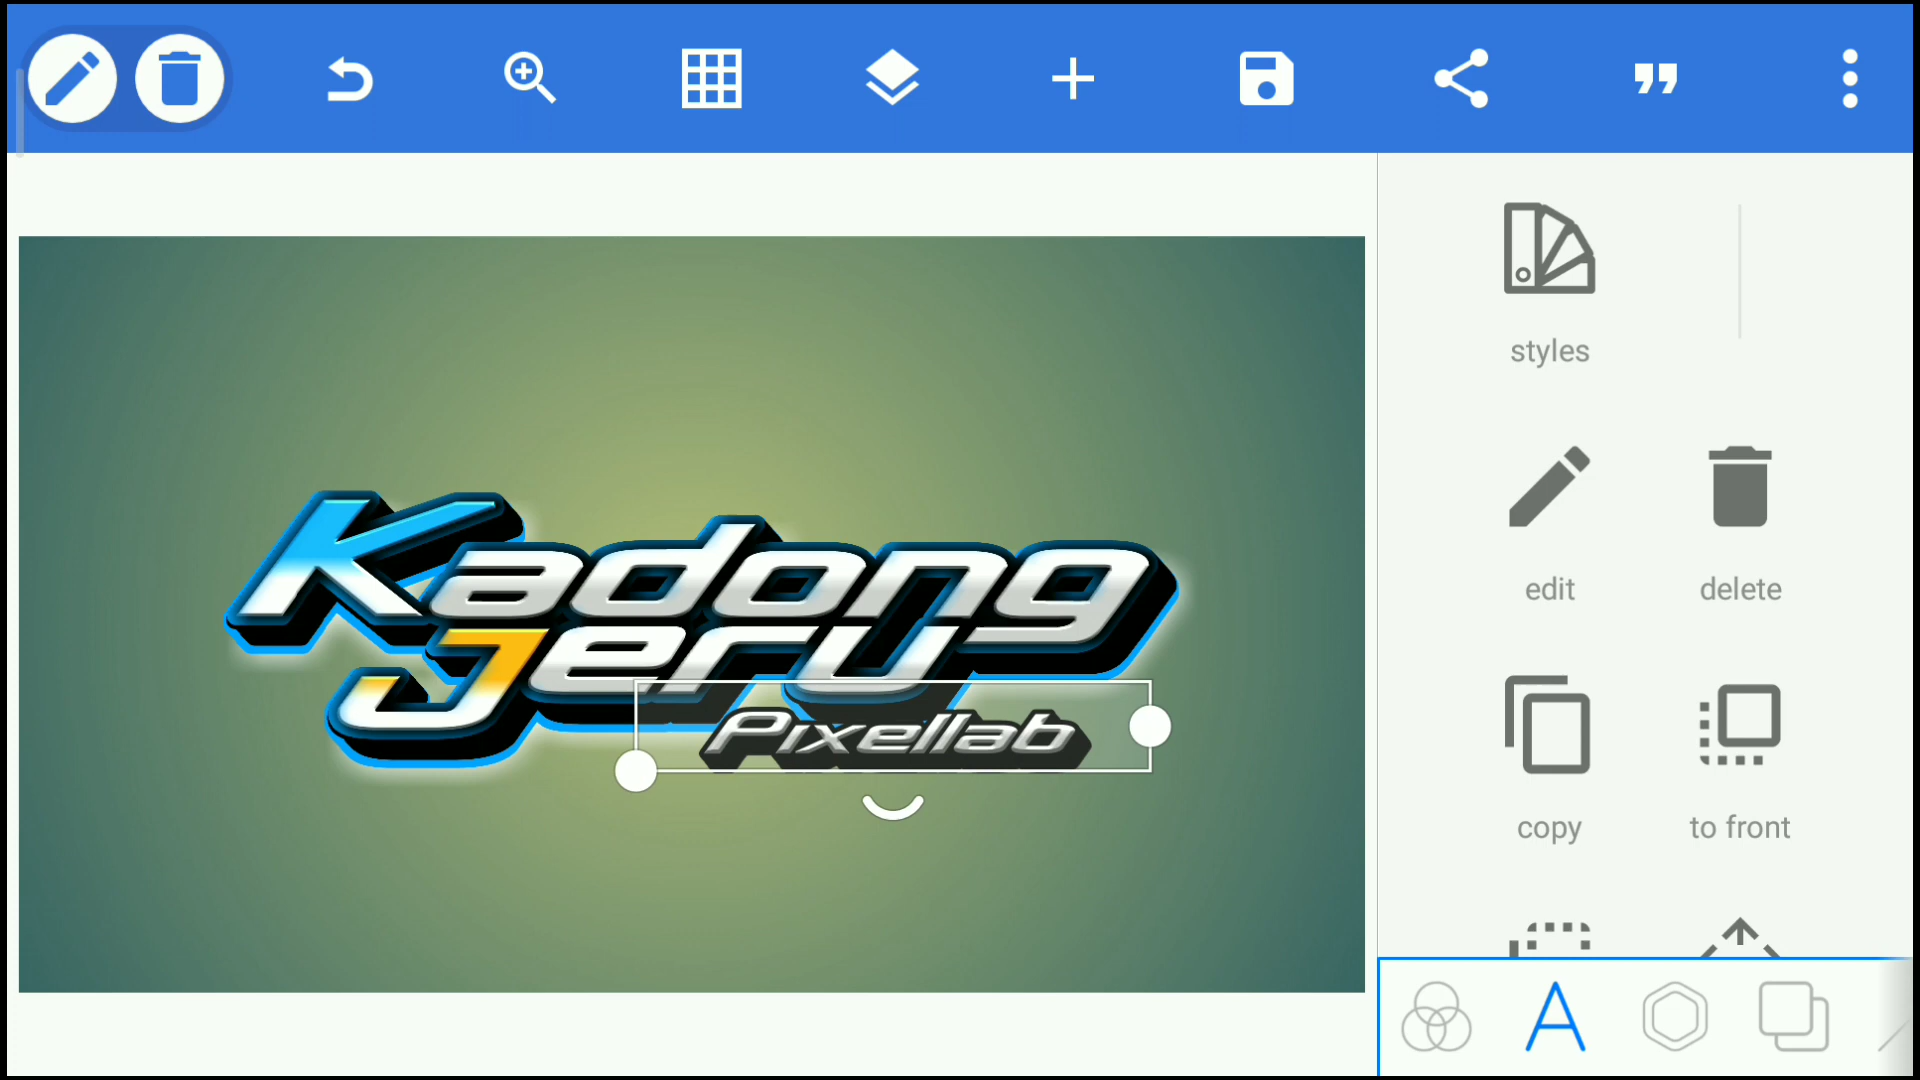 styles
Kadong
Jeru
Pixellab
edit
delete
copy
to front